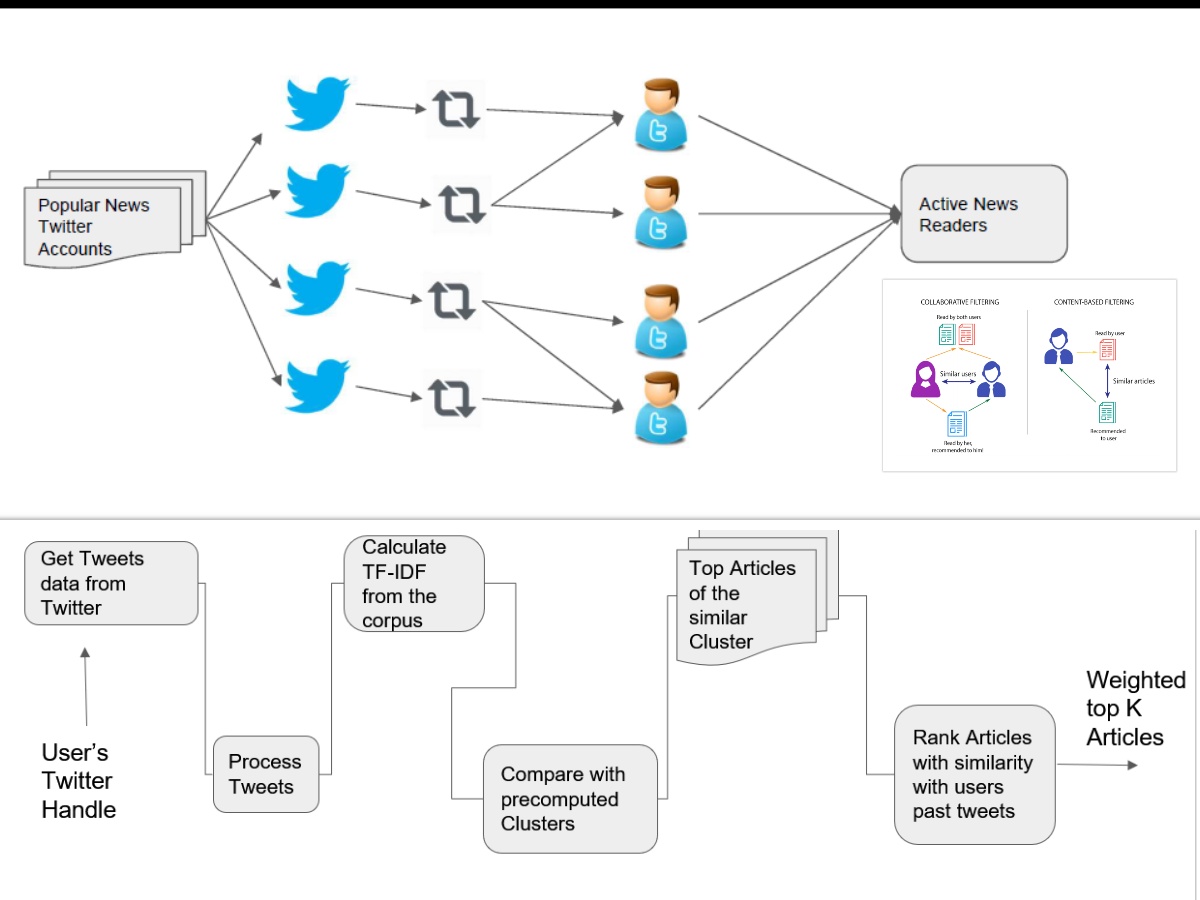 Popular News
Twitter
Accounts
Active News
Readers
COLLABORATIVE FILTERING
Read by both users
Similar users
Read by her,
recommended to him!
CONTENT-BASED FILTERING
Read by user
Similar articles
Recommended
to user
Get Tweets
data from
Twitter
User's
Twitter
Handle
Process
Tweets
Calculate
TF-IDF
from the
corpus
Compare with
precomputed
Clusters
Top Articles
of the
similar
Cluster
Rank Articles
with similarity
with users
past tweets
Weighted
top K
Articles